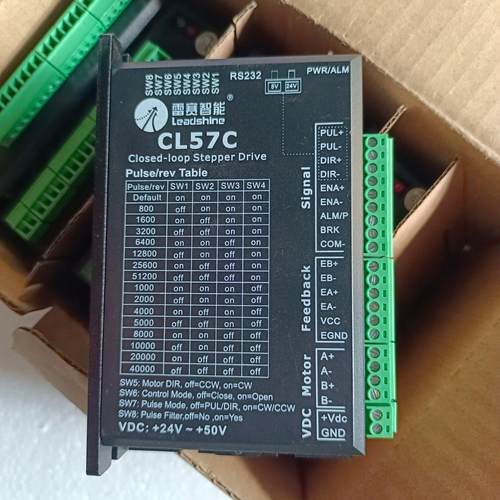 SW8 SW7 SW6 SW5 SW4 SW3 SW2 SW1
RS232
PWR/ALM
5V 24V
雷赛智能®
Leadshine
CL57C
Closed-loop Stepper Drive
Pulse/rev Table
Pulse/rev SW1 SW2 SW3 SW4
Default on on on on
800 off on on on
1600 on off on on
3200 off off on on
6400 on on off on
12800 off on off on
25600 on off off on
51200 off off off on
1000 on on on off
2000 off on on off
4000 on off on off
5000 off off on off
8000 on on off off
10000 off on off off
20000 on off off off
40000 off off off off
SW5: Motor DIR, off=CCW, on=CW
SW6: Control Mode, off=Close, on=Open
SW7: Pulse Mode, off=PUL/DIR, on=CW/CCW
SW8: Pulse Filter,off=No ,on=Yes
VDC: +24V ~ +50V
Signal
PUL+
PUL-
DIR+
DIR-
ENA+
ENA-
ALM/P
BRK
COM-
Feedback
EB+
EB-
EA+
EA-
VCC
EGND
Motor
A+
A-
B+
B-
VDC
+Vdc
GND